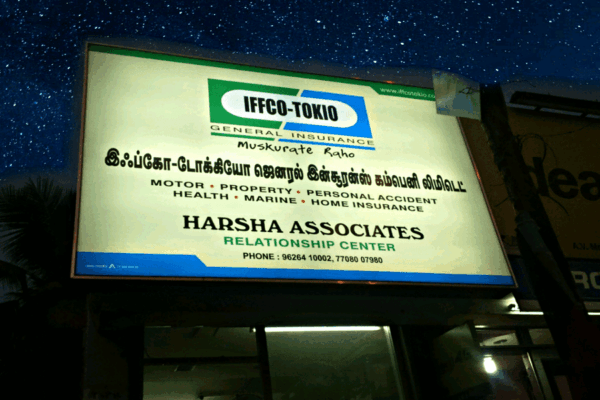 www.iffcotokio.co
IFFCO-TOKIO
GENERAL INSURANCE
Muskurate Raho
இஃப்கோ-டோக்கியோ ஜெனரல் இன்சூரன்ஸ் கம்பெனி லிமிடெட்
MOTOR • PROPERTY • PERSONAL ACCIDENT
HEALTH • MARINE • HOME INSURANCE
HARSHA ASSOCIATES
RELATIONSHIP CENTER
PHONE : 96264 10002, 77080 07980
dea